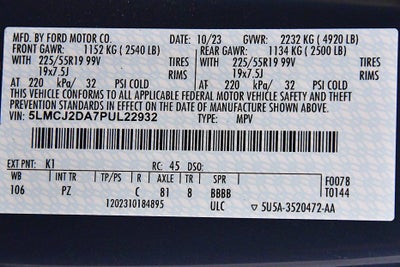 MFD. BY FORD MOTOR CO. 10/23 GVWR: 2232 KG (4920 LB)
FRONT GAWR: 1152 KG (2540 LB) REAR GAWR: 1134 KG (2500 LB)
225/55R19 99V TIRES 225/55R19 99V TIRES
19x7.5J RIMS 19x7.5J RIMS
AT 220 kPa/ 32 PSI COLD AT 220 kPa/ 32 PSI COLD
THIS VEHICLE CONFORMS TO ALL APPLICABLE FEDERAL MOTOR VEHICLE SAFETY AND
THEFT PREVENTION STANDARDS IN EFFECT ON THE DATE OF MANUFACTURE SHOWN ABOVE.
VIN: 5LMCJ2DA7PUL22932 TYPE: MPV
EXT PNT: K1 RC: 45 DSO: F0078
WB INT TR TP/PS R AXLE TR SPR T0144
106 PZ C 81 8 BBBB
1202310184895 ULC 5U5A-3520472-AA